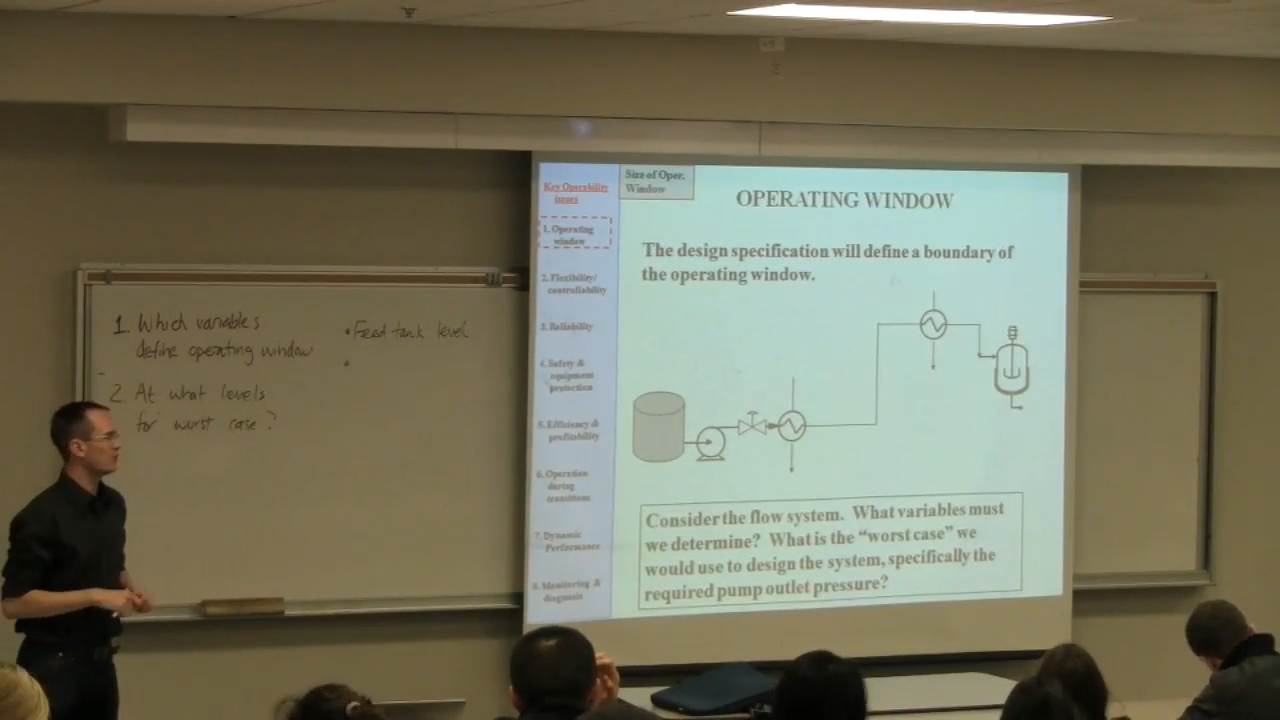 1. Which variables
define operating window
2. At what levels
for worst case?
• Feed tank level
•
Key Operability
issues
1. Operating
window
2. Flexibility/
controllability
3. Reliability
4. Safety &
equipment
protection
5. Efficiency &
profitability
6. Operation
during
transitions
7. Dynamic
Performance
8. Monitoring &
diagnosis
Size of Oper.
Window
OPERATING WINDOW
The design specification will define a boundary of
the operating window.
Consider the flow system. What variables must
we determine? What is the “worst case” we
would use to design the system, specifically the
required pump outlet pressure?